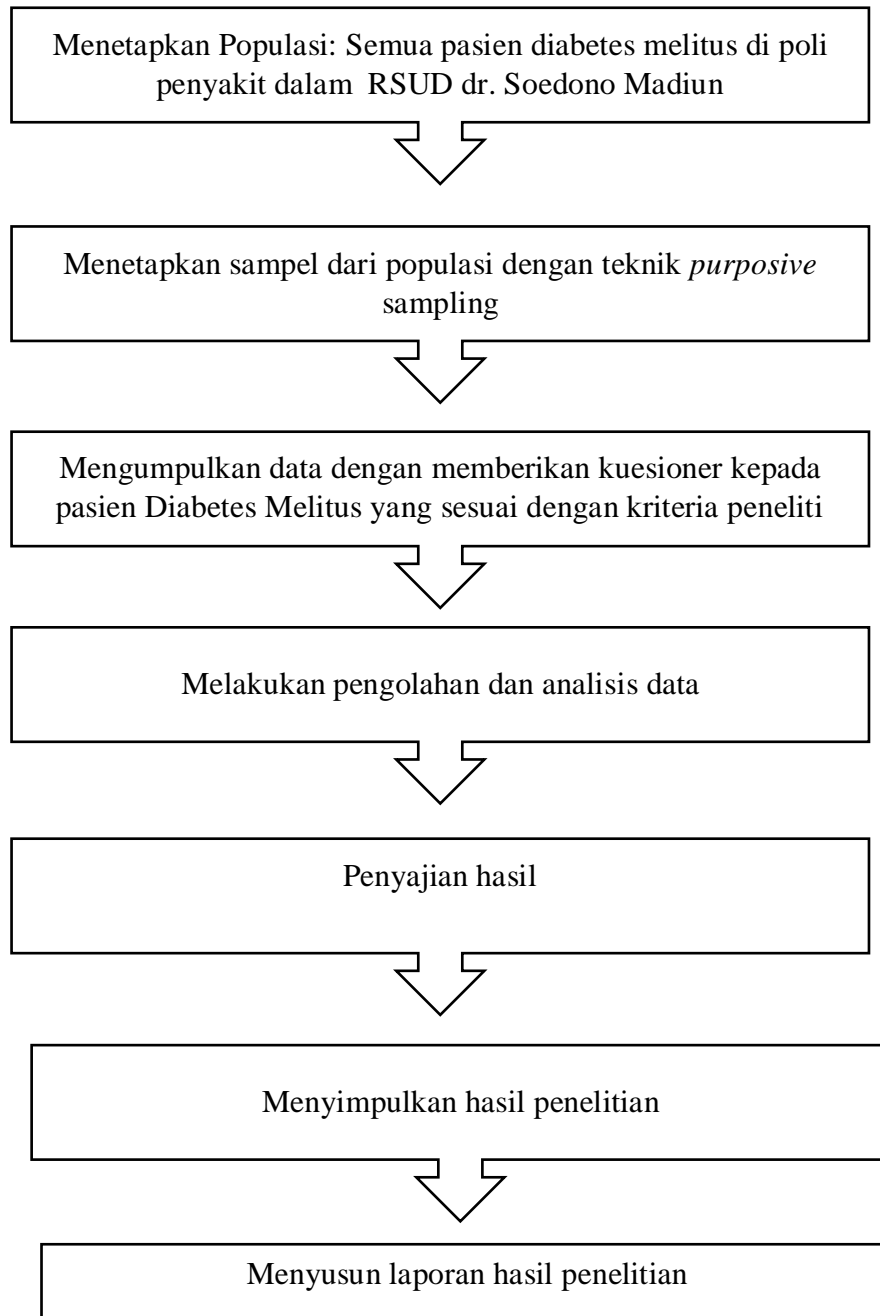 Menetapkan Populasi: Semua pasien diabetes melitus di poli
penyakit dalam  RSUD dr. Soedono Madiun
Menetapkan sampel dari populasi dengan teknik purposive
sampling
Mengumpulkan data dengan memberikan kuesioner kepada
pasien Diabetes Melitus yang sesuai dengan kriteria peneliti
Melakukan pengolahan dan analisis data
Penyajian hasil
Menyimpulkan hasil penelitian
Menyusun laporan hasil penelitian